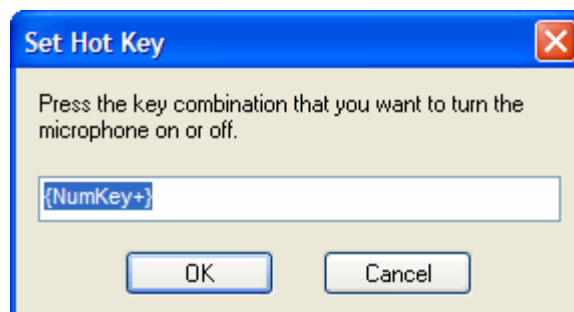 Set Hot Key
Press the key combination that you want to turn the
microphone on or off.
{NumKey+}
OK
Cancel